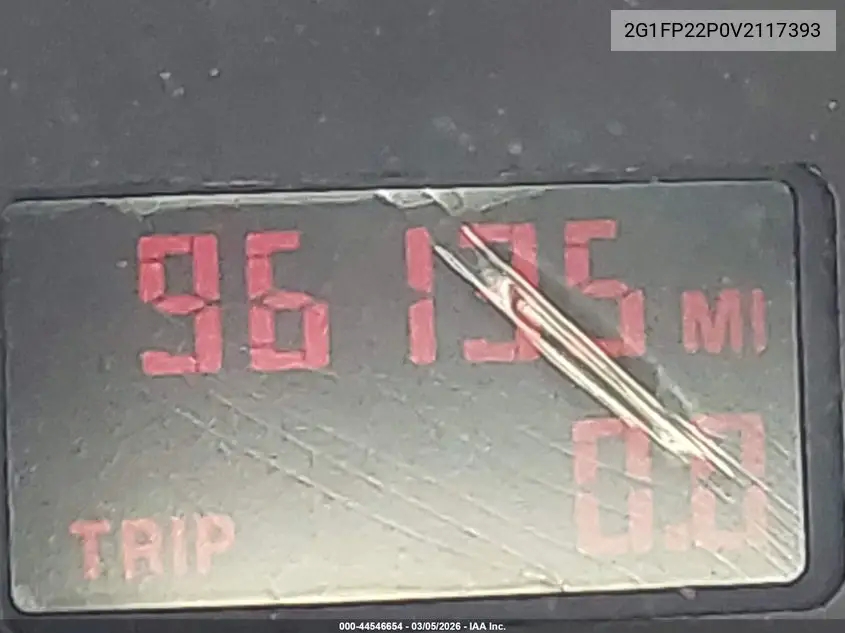 2G1FP22P0V2117393
96135 MI
0.0
TRIP
000-44546654 - 03/05/2026 - IAA Inc.